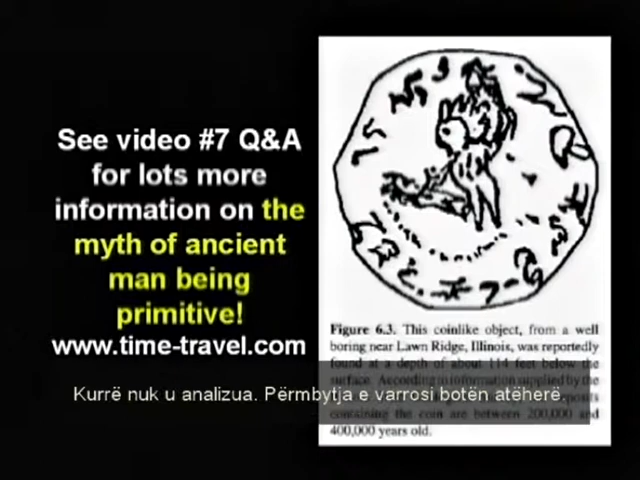 See video #7 Q&A
for lots more
information on the
myth of ancient
man being
primitive!
www.time-travel.com
Figure 6.3. This coinlike object, from a well
boring near Lawn Ridge, Illinois, was reportedly
found at a depth of about 114 feet below the
surface. According to information supplied by the
containing the coin are between 200,000 and
400,000 years old.
Kurrë nuk u analizua. Përmbytja e varrosi botën atëherë.